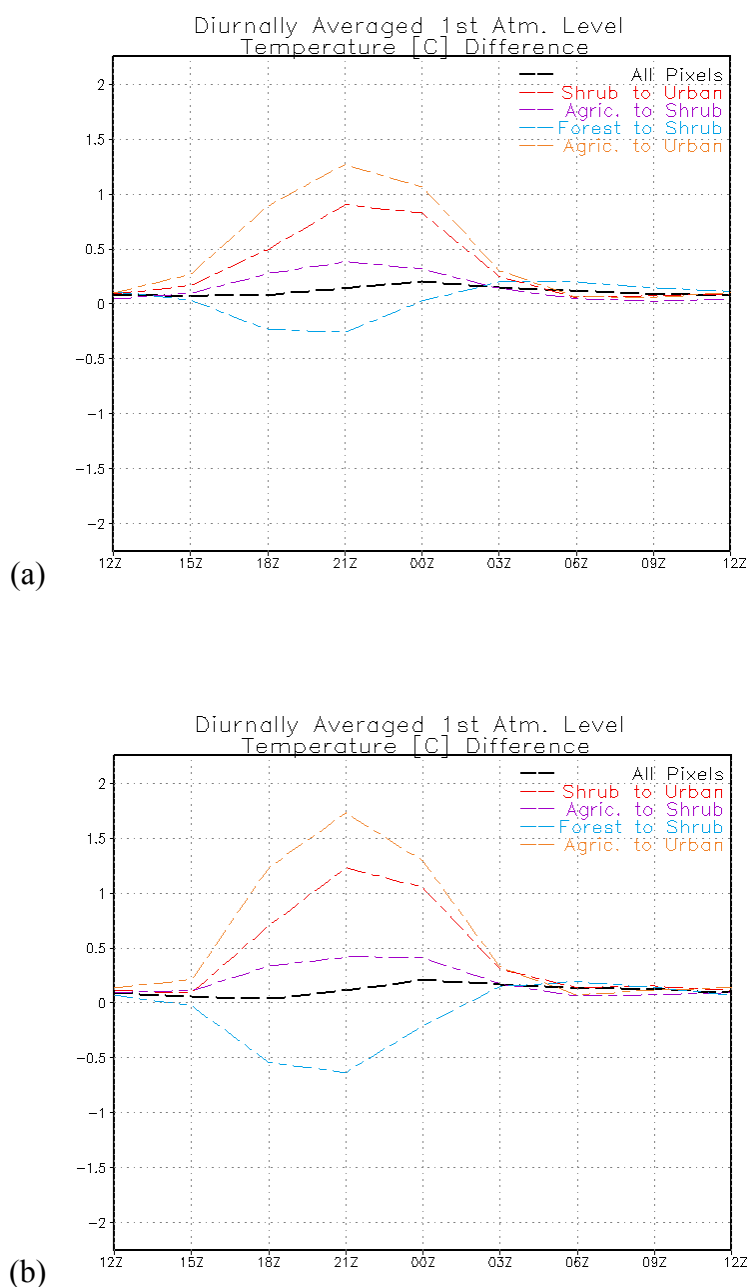 Diurnally Averaged 1st Atm. Level
Temperature [C] Difference
All Pixels
Shrub to Urban
Agric. to Shrub
Forest to Shrub
Agric. to Urban
2
1.5
1
0.5
0
−0.5
−1
−1.5
−2
12Z 15Z 18Z 21Z 00Z 03Z 06Z 09Z 12Z
(a)
Diurnally Averaged 1st Atm. Level
Temperature [C] Difference
All Pixels
Shrub to Urban
Agric. to Shrub
Forest to Shrub
Agric. to Urban
2
1.5
1
0.5
0
−0.5
−1
−1.5
−2
12Z 15Z 18Z 21Z 00Z 03Z 06Z 09Z 12Z
(b)